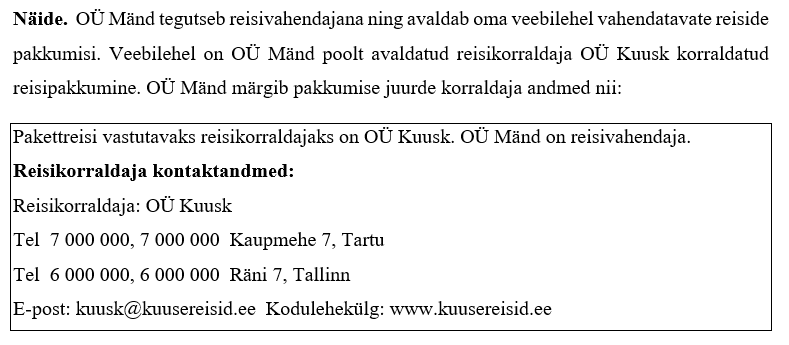 Näide. OÜ Mänd tegutseb reisivahendajana ning avaldab oma veebilehel vahendatavate reiside
pakkumisi. Veebilehel on OÜ Mänd poolt avaldatud reisikorraldaja OÜ Kuusk korraldatud
reisipakkumine. OÜ Mänd märgib pakkumise juurde korraldaja andmed nii:
Pakettreisi vastutavaks reisikorraldajaks on OÜ Kuusk. OÜ Mänd on reisivahendaja.
Reisikorraldaja kontaktandmed:
Reisikorraldaja: OÜ Kuusk
Tel  7 000 000, 7 000 000  Kaupmehe 7, Tartu
Tel  6 000 000, 6 000 000  Räni 7, Tallinn
E-post: kuusk@kuusereisid.ee  Kodulehekülg: www.kuusereisid.ee